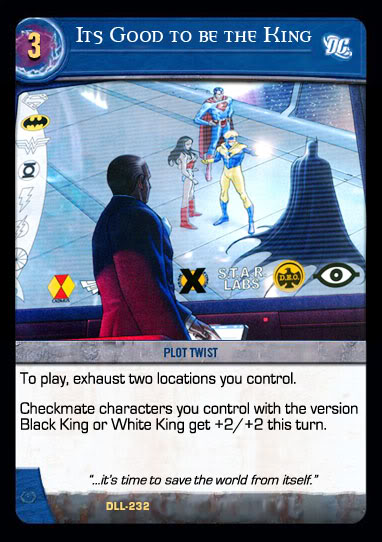 3
Its Good to be the King
DC
X
S.T.A.R
LABS
D.E.O.
PLOT TWIST
To play, exhaust two locations you control.
Checkmate characters you control with the version
Black King or White King get +2/+2 this turn.
“...it’s time to save the world from itself.”
DLL-232